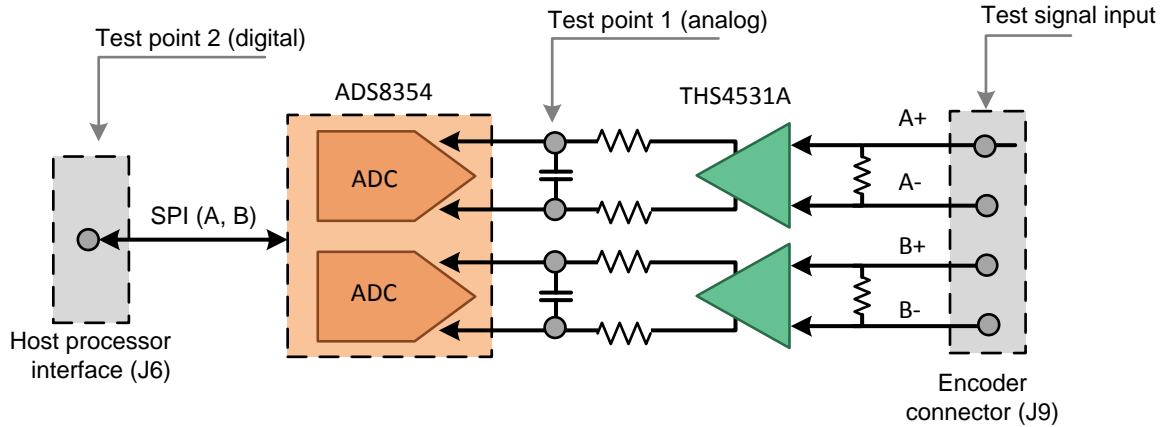 Test point 2 (digital)
Test point 1 (analog)
Test signal input
ADS8354
THS4531A
A+
ADC
A-
SPI (A, B)
B+
ADC
B-
Host processor
interface (J6)
Encoder
connector (J9)